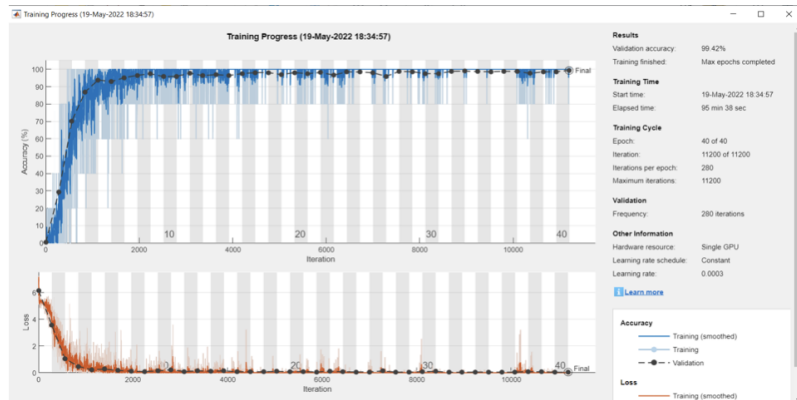 Training Progress (19-May-2022 18:34:57)
Training Progress (19-May-2022 18:34:57)
Accuracy (%)
100
90
80
70
60
50
40
30
20
10
0
10
20
30
40
Final
0
2000
4000
6000
8000
10000
Iteration
Loss
6
4
2
0
10
20
30
40
Final
0
2000
4000
6000
8000
10000
Iteration
Results
Validation accuracy: 99.42%
Training finished: Max epochs completed
Training Time
Start time: 19-May-2022 18:34:57
Elapsed time: 95 min 38 sec
Training Cycle
Epoch: 40 of 40
Iteration: 11200 of 11200
Iterations per epoch: 280
Maximum iterations: 11200
Validation
Frequency: 280 iterations
Other Information
Hardware resource: Single GPU
Learning rate schedule: Constant
Learning rate: 0.0003
i Learn more
Accuracy
Training (smoothed)
Training
Validation
Loss
Training (smoothed)